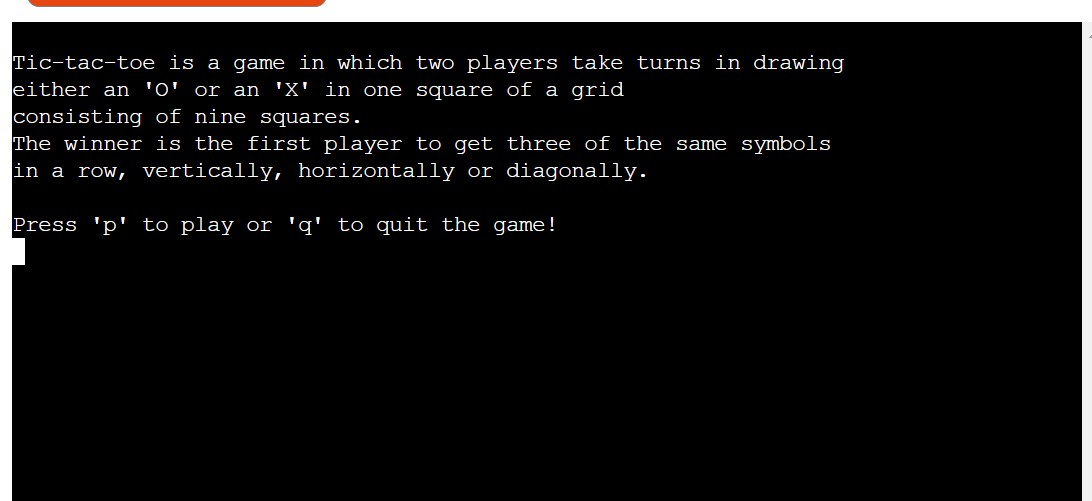 Tic-tac-toe is a game in which two players take turns in drawing
either an 'O' or an 'X' in one square of a grid
consisting of nine squares.
The winner is the first player to get three of the same symbols
in a row, vertically, horizontally or diagonally.
Press 'p' to play or 'q' to quit the game!